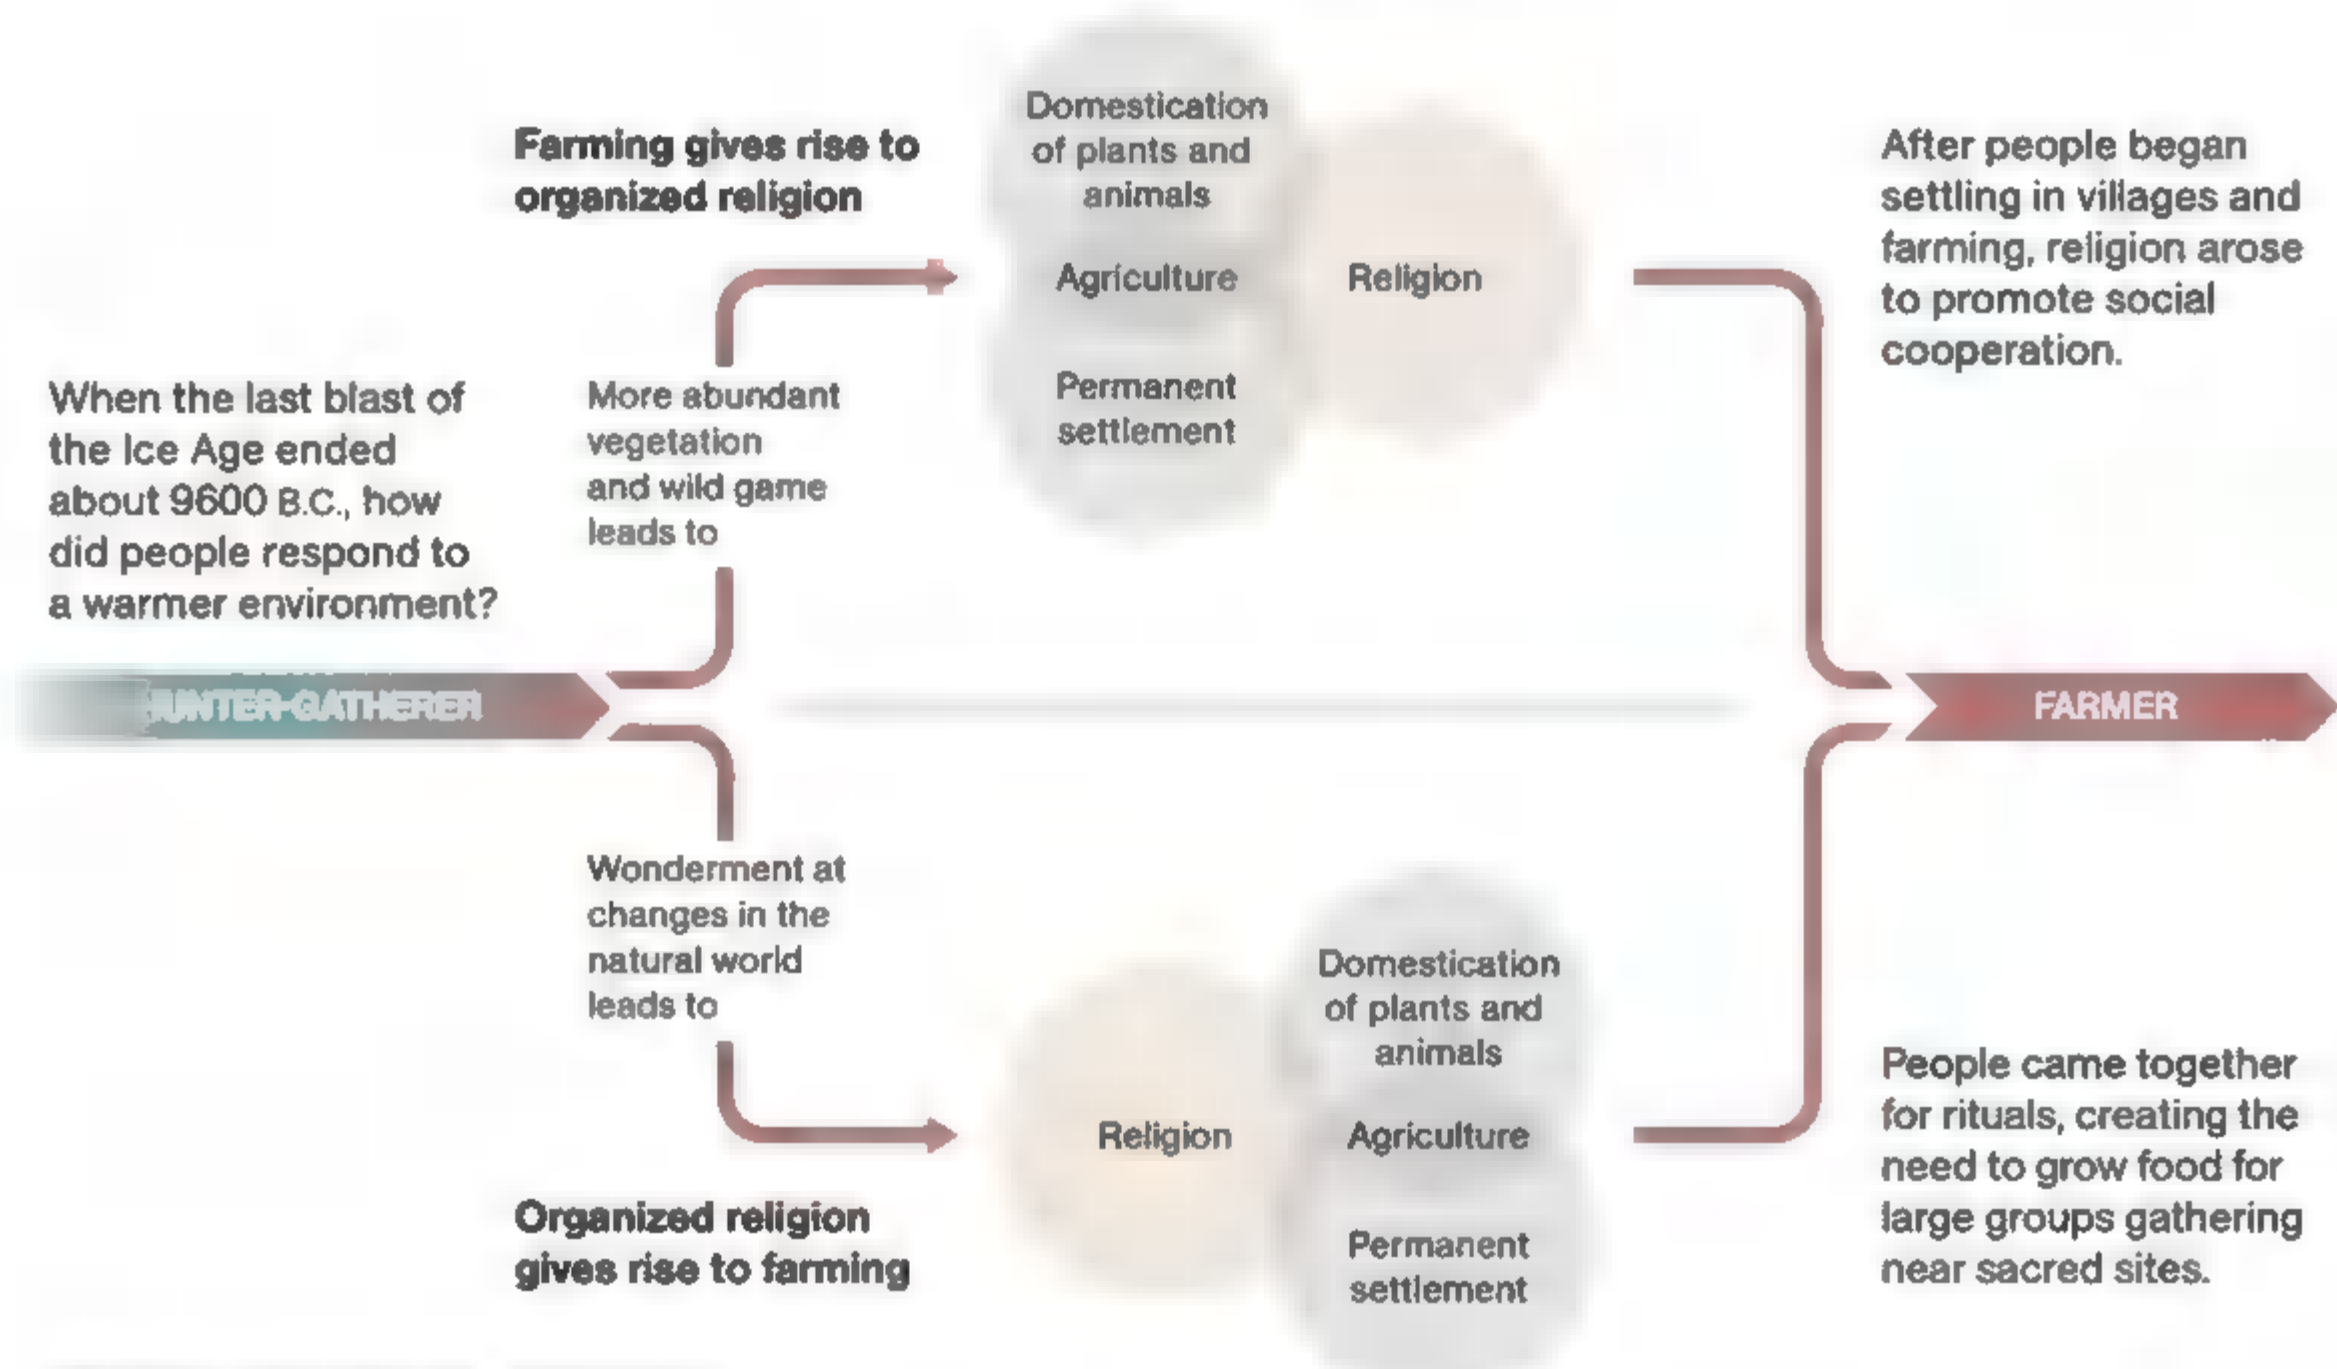 Farming gives rise to
organized religion
Domestication
of plants and
animals
Agriculture
Permanent
settlement
Religion
After people began
settling in villages and
farming, religion arose
to promote social
cooperation.
When the last blast of
the Ice Age ended
about 9600 B.C., how
did people respond to
a warmer environment?
More abundant
vegetation
and wild game
leads to
HUNTER-GATHERER
FARMER
Wonderment at
changes in the
natural world
leads to
Organized religion
gives rise to farming
Religion
Domestication
of plants and
animals
Agriculture
Permanent
settlement
People came together
for rituals, creating the
need to grow food for
large groups gathering
near sacred sites.